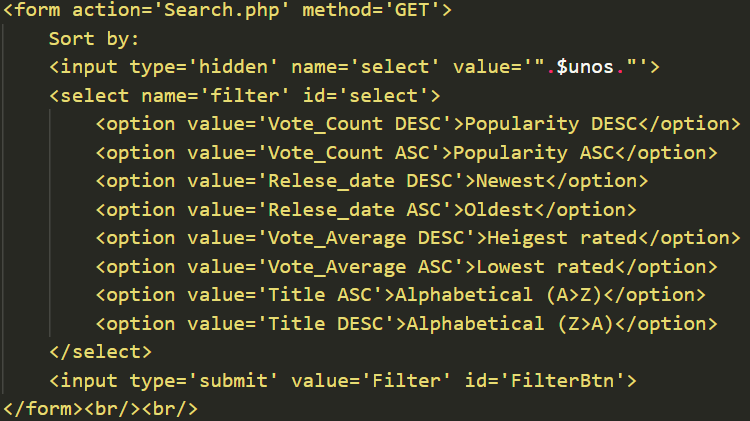 <form action='Search.php' method='GET'>
Sort by:
<input type='hidden' name='select' value='".$unos."'>
<select name='filter' id='select'>
<option value='Vote_Count DESC'>Popularity DESC</option>
<option value='Vote_Count ASC'>Popularity ASC</option>
<option value='Relese_date DESC'>Newest</option>
<option value='Relese_date ASC'>Oldest</option>
<option value='Vote_Average DESC'>Heigest rated</option>
<option value='Vote_Average ASC'>Lowest rated</option>
<option value='Title ASC'>Alphabetical (A>Z)</option>
<option value='Title DESC'>Alphabetical (Z>A)</option>
</select>
<input type='submit' value='Filter' id='FilterBtn'>
</form><br/><br/>